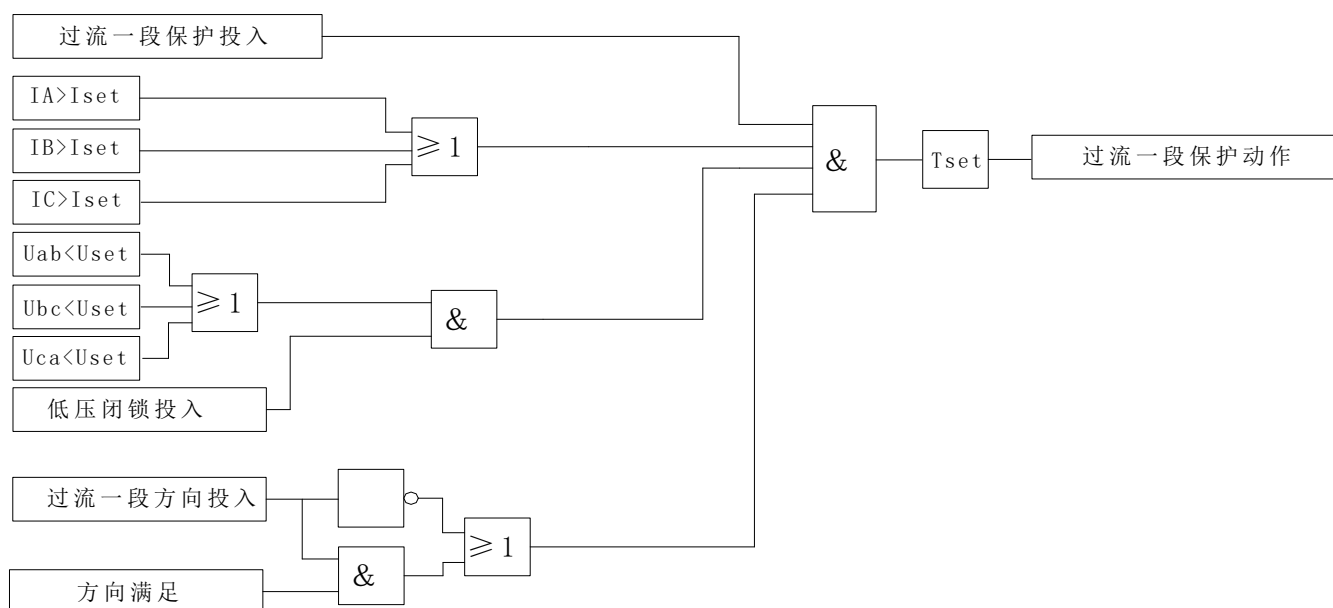 过流一段保护投入
IA>Iset
IB>Iset
IC>Iset
≥1
&
Tset
过流一段保护动作
Uab<Uset
Ubc<Uset
Uca<Uset
≥1
&
低压闭锁投入
过流一段方向投入
方向满足
&
≥1